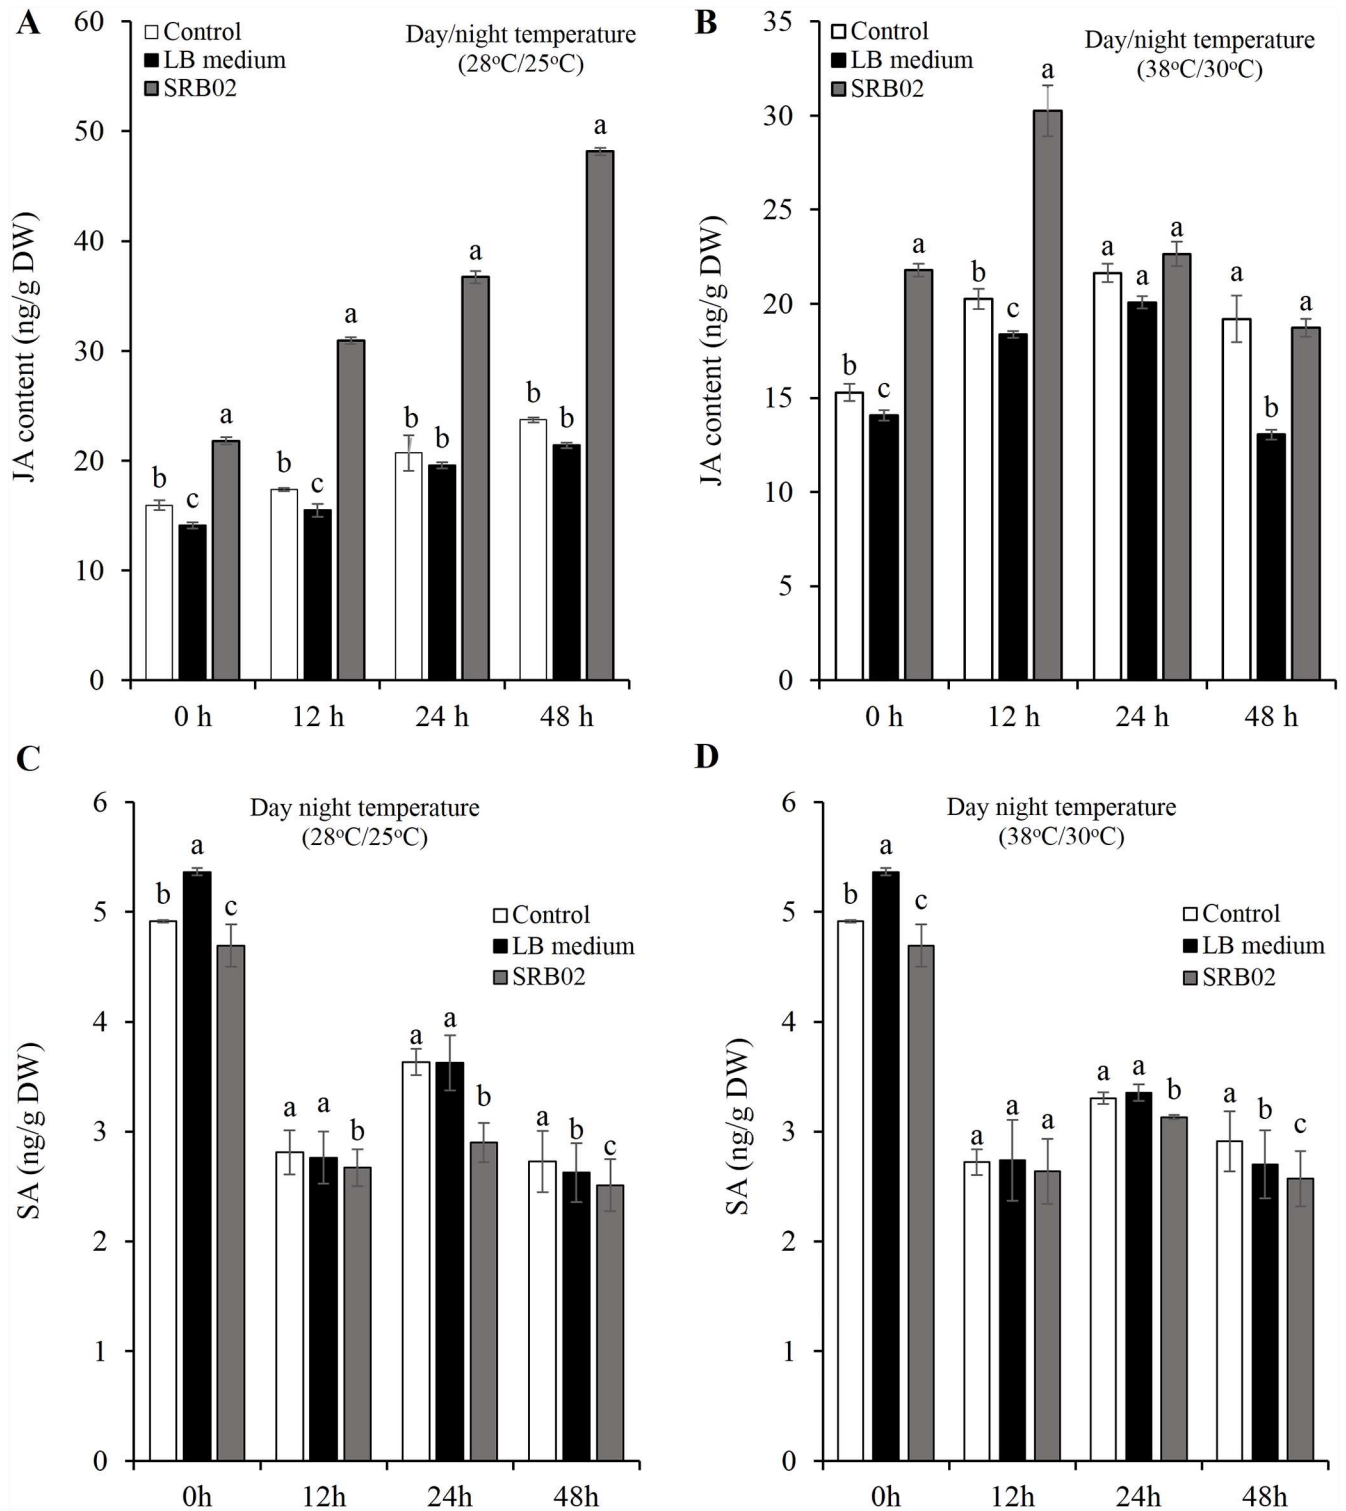 A
60
50
40
30
20
10
0
JA content (ng/g DW)
Control
LB medium
SRB02
Day/night temperature
(28°C/25°C)
b
c
a
b
c
a
b
b
a
b
b
a
0 h
12 h
24 h
48 h
B
35
30
25
20
15
10
5
0
JA content (ng/g DW)
Control
LB medium
SRB02
Day/night temperature
(38°C/30°C)
b
c
a
b
c
a
a
a
a
a
b
a
0 h
12 h
24 h
48 h
C
6
5
4
3
2
1
0
SA (ng/g DW)
Day night temperature
(28°C/25°C)
Control
LB medium
SRB02
b
a
c
a
a
b
a
a
b
a
b
c
0h
12h
24h
48h
D
6
5
4
3
2
1
0
SA (ng/g DW)
Day night temperature
(38°C/30°C)
Control
LB medium
SRB02
b
a
c
a
a
a
a
a
b
a
b
c
0h
12h
24h
48h